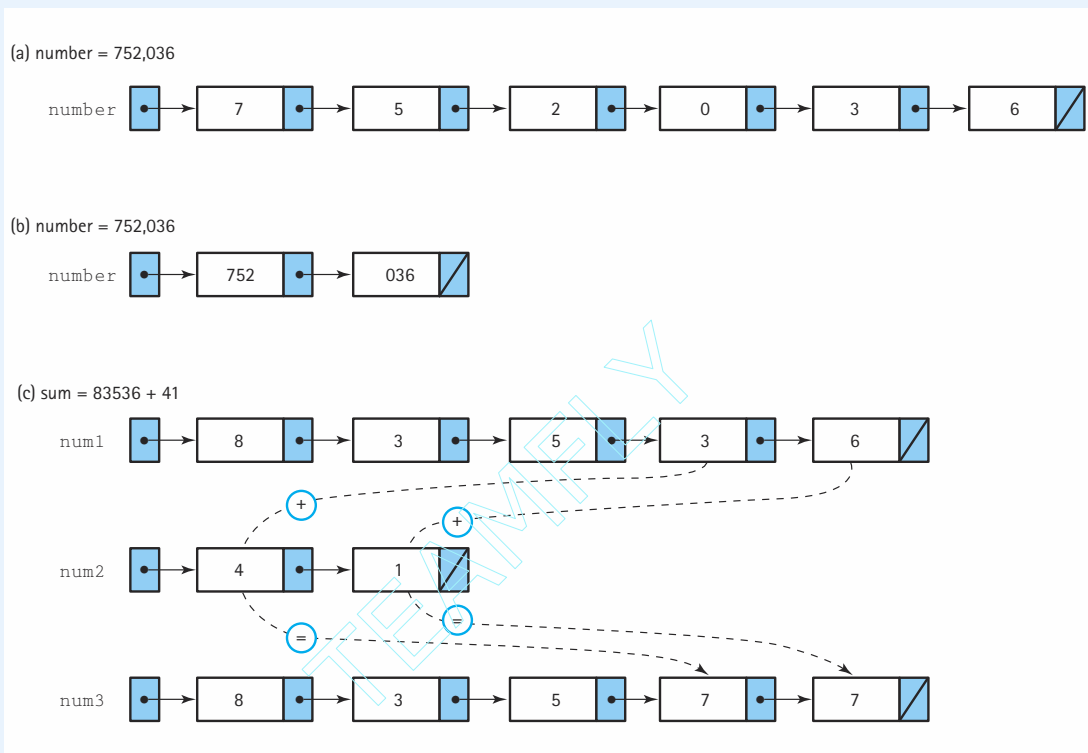 (a) number = 752,036
number 7 5 2 0 3 6
(b) number = 752,036
number 752 036
(c) sum = 83536 + 41
num1 8 3 5 3 6
+ +
num2 4 1
= =
num3 8 3 5 7 7
TEAMFLY